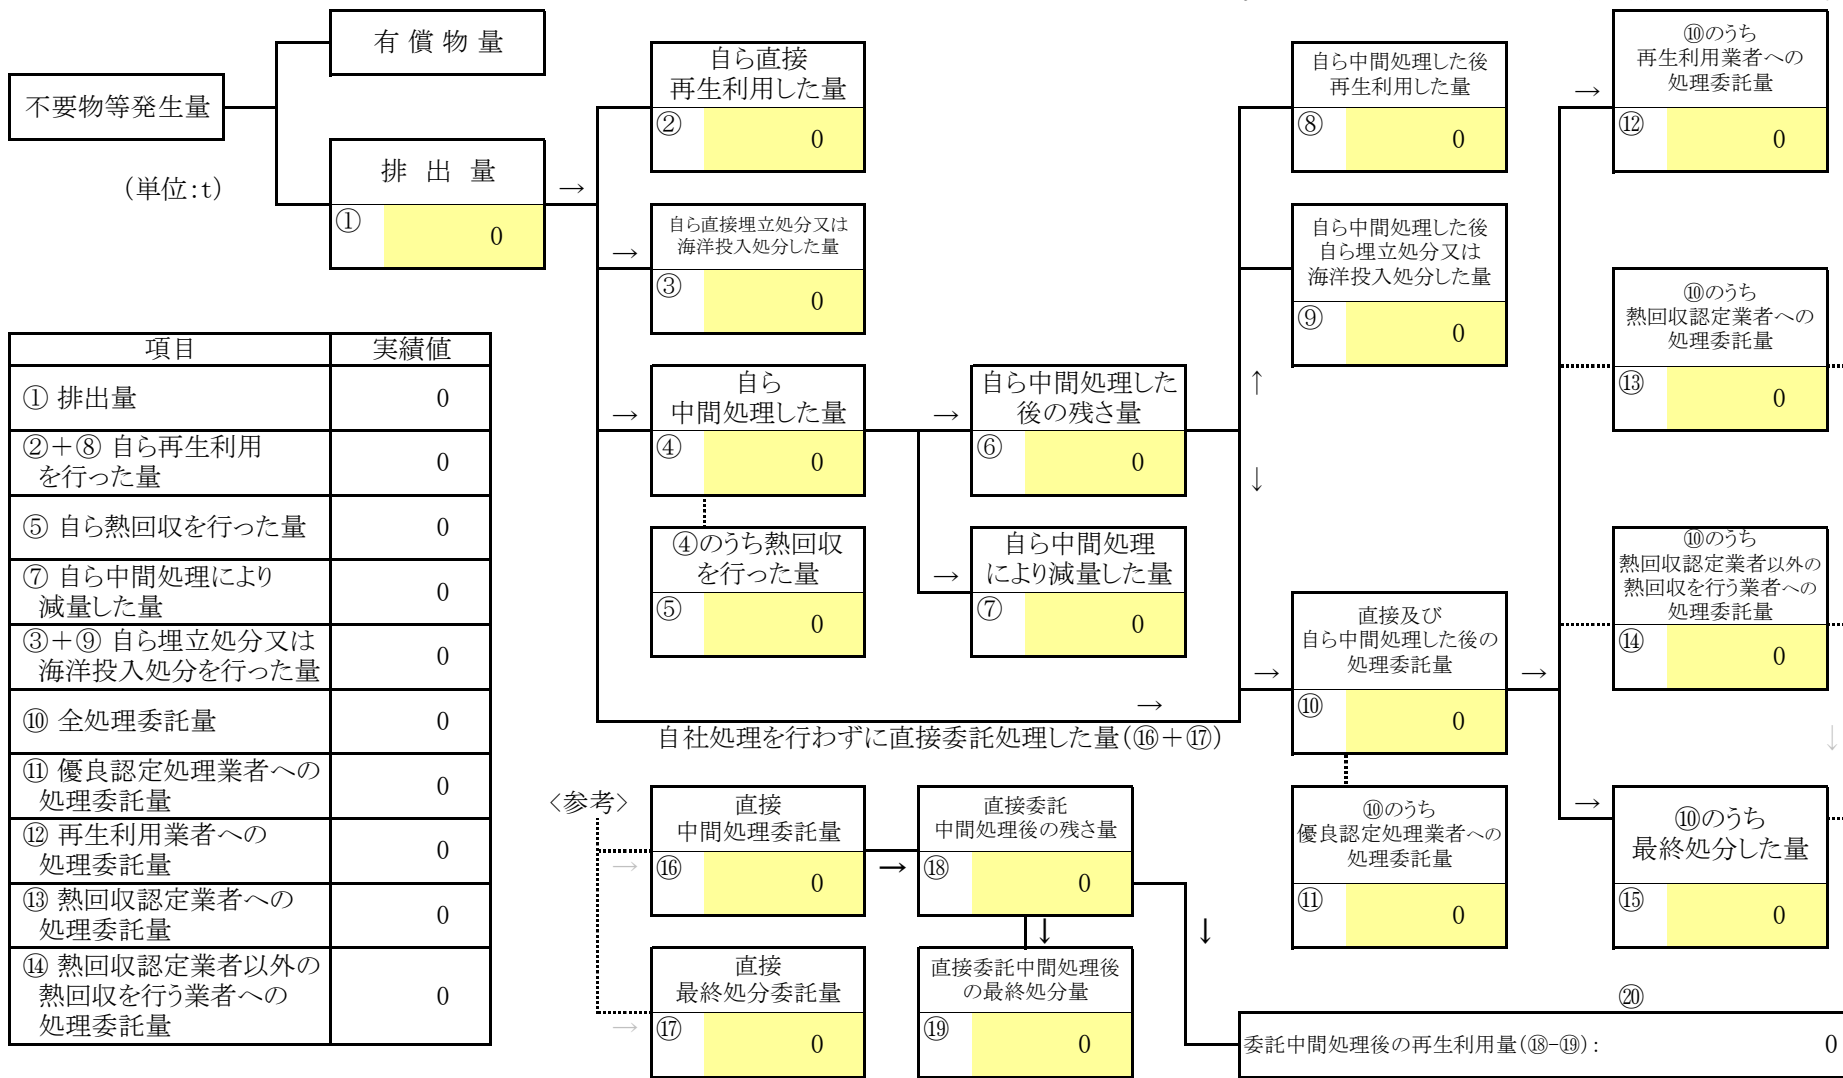 不要物等発生量
有 償 物 量
(単位:t)
排 出 量
① 0
→
自ら直接
再生利用した量
② 0
→
自ら直接埋立処分又は
海洋投入処分した量
③ 0
→
自ら
中間処理した量
④ 0
④のうち熱回収
を行った量
⑤ 0
→
自ら中間処理した
後の残さ量
⑥ 0
→
自ら中間処理
により減量した量
⑦ 0
↑
↓
自ら中間処理した後
再生利用した量
⑧ 0
自ら中間処理した後
自ら埋立処分又は
海洋投入処分した量
⑨ 0
→
自社処理を行わずに直接委託処理した量(⑯+⑰)
→
直接及び
自ら中間処理した後の
処理委託量
⑩ 0
→
⑩のうち
優良認定処理業者への
処理委託量
⑪ 0
→
⑩のうち
再生利用業者への
処理委託量
⑫ 0
⑩のうち
熱回収認定業者への
処理委託量
⑬ 0
⑩のうち
熱回収認定業者以外の
熱回収を行う業者への
処理委託量
⑭ 0
↓
→
⑩のうち
最終処分した量
⑮ 0
項目 実績値
① 排出量 0
②+⑧ 自ら再生利用
を行った量 0
⑤ 自ら熱回収を行った量 0
⑦ 自ら中間処理により
減量した量 0
③+⑨ 自ら埋立処分又は
海洋投入処分を行った量 0
⑩ 全処理委託量 0
⑪ 優良認定処理業者への
処理委託量 0
⑫ 再生利用業者への
処理委託量 0
⑬ 熱回収認定業者への
処理委託量 0
⑭ 熱回収認定業者以外の
熱回収を行う業者への
処理委託量 0
〈参考〉
→
直接
中間処理委託量
⑯ 0
→
直接
最終処分委託量
⑰ 0
→
直接委託
中間処理後の残さ量
⑱ 0
↓
直接委託中間処理後
の最終処分量
⑲ 0
↓
⑳
委託中間処理後の再生利用量(⑱-⑲): 0